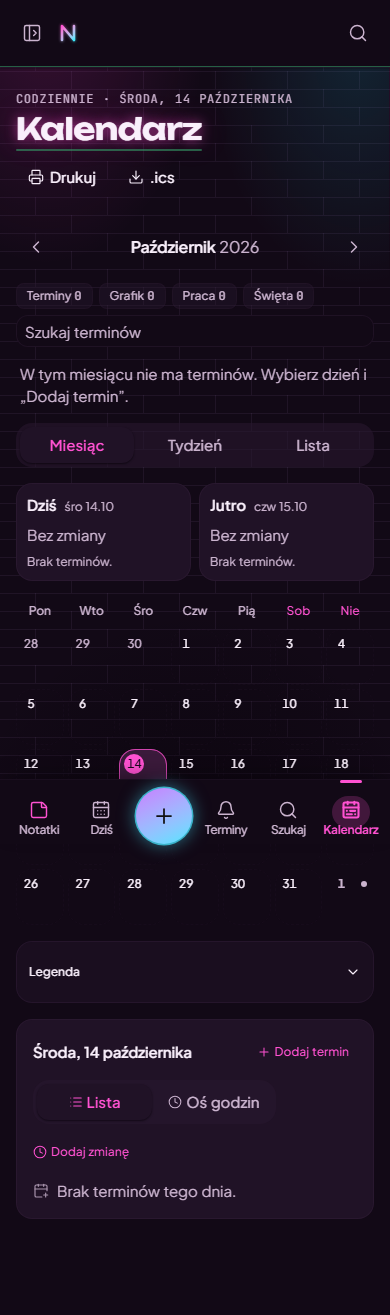 N
CODZIENNIE · ŚRODA, 14 PAŹDZIERNIKA
Kalendarz
Drukuj .ics
Październik 2026
Terminy 0 Grafik 0 Praca 0 Święta 0
Szukaj terminów
W tym miesiącu nie ma terminów. Wybierz dzień i
„Dodaj termin”.
Miesiąc Tydzień Lista
Dziś śro 14.10 Jutro czw 15.10
Bez zmiany Bez zmiany
Brak terminów. Brak terminów.
Pon Wto Śro Czw Pią Sob Nie
28 29 30 1 2 3 4
5 6 7 8 9 10 11
12 13 14 15 16 17 18
Notatki Dziś + Terminy Szukaj Kalendarz
26 27 28 29 30 31 1
Legenda
Środa, 14 października + Dodaj termin
Lista Oś godzin
Dodaj zmianę
Brak terminów tego dnia.